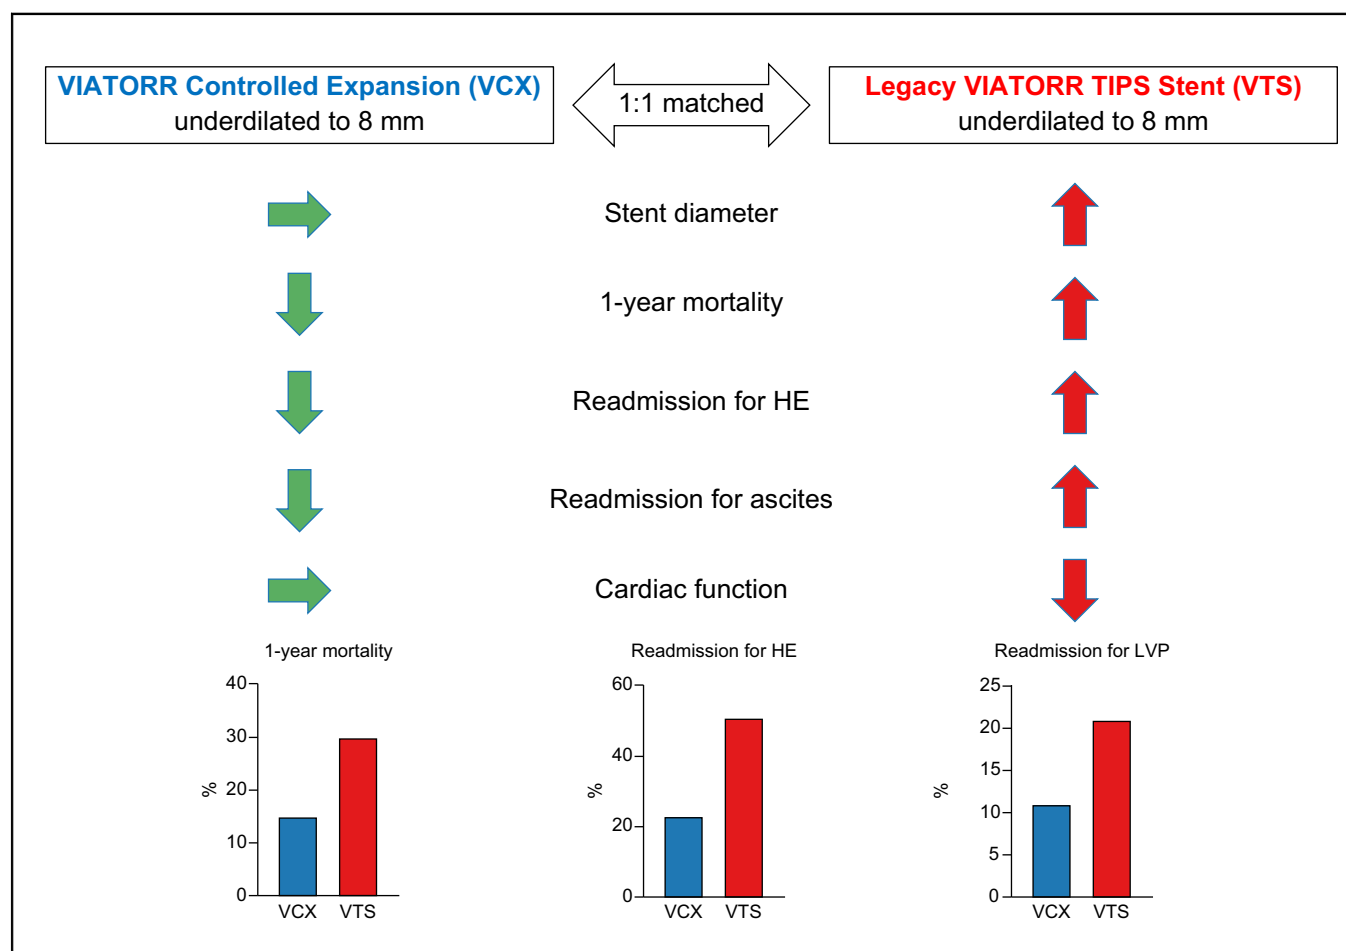 VIATORR Controlled Expansion (VCX)
underdilated to 8 mm
1:1 matched
Legacy VIATORR TIPS Stent (VTS)
underdilated to 8 mm
Stent diameter
1-year mortality
Readmission for HE
Readmission for ascites
Cardiac function
1-year mortality
40
30
20
10
0
%
VCX VTS
Readmission for HE
60
40
20
0
%
VCX VTS
Readmission for LVP
25
20
15
10
5
0
%
VCX VTS